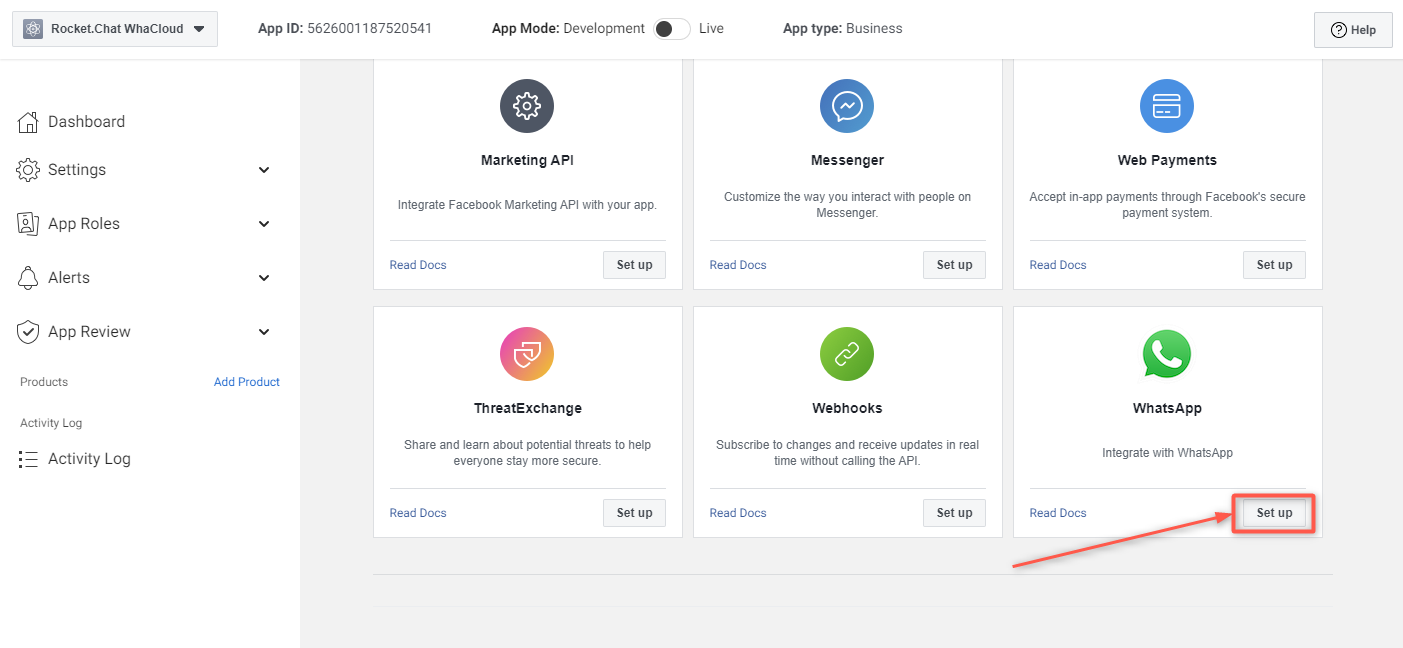 Rocket.Chat WhaCloud
App ID: 5626001187520541
App Mode: Development
Live
App type: Business
Help
Dashboard
Settings
App Roles
Alerts
App Review
Products
Add Product
Activity Log
Activity Log
Marketing API
Integrate Facebook Marketing API with your app.
Read Docs
Set up
Messenger
Customize the way you interact with people on
Messenger.
Read Docs
Set up
Web Payments
Accept in-app payments through Facebook's secure
payment system.
Read Docs
Set up
ThreatExchange
Share and learn about potential threats to help
everyone stay more secure.
Read Docs
Set up
Webhooks
Subscribe to changes and receive updates in real
time without calling the API.
Read Docs
Set up
WhatsApp
Integrate with WhatsApp
Read Docs
Set up